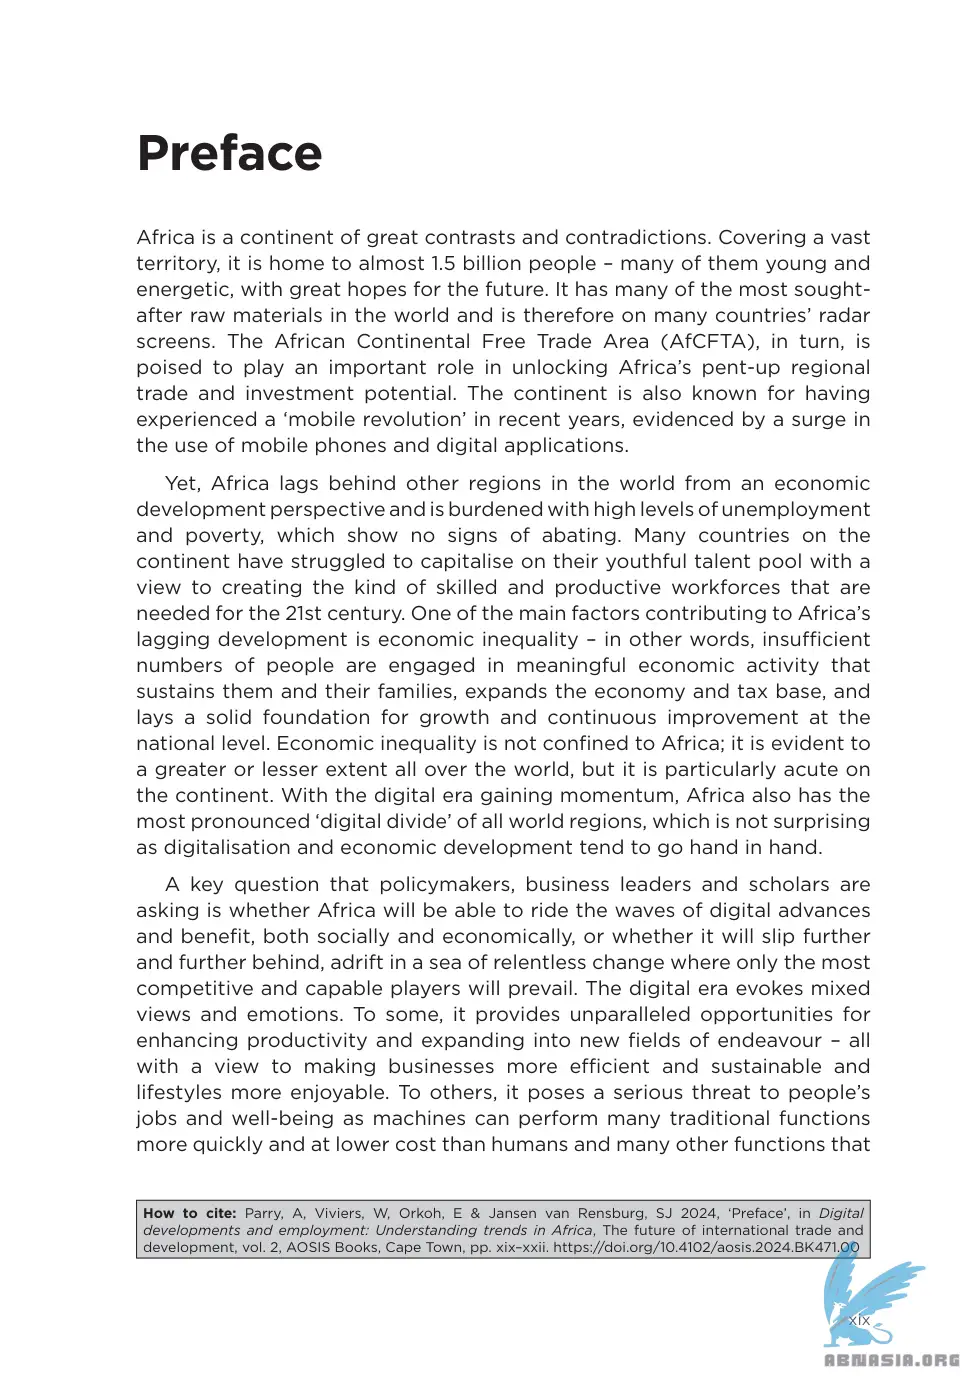 Preface
Africa is a continent of great contrasts and contradictions. Covering a vast
territory, it is home to almost 1.5 billion people – many of them young and
energetic, with great hopes for the future. It has many of the most sought-
after raw materials in the world and is therefore on many countries’ radar
screens. The African Continental Free Trade Area (AfCFTA), in turn, is
poised to play an important role in unlocking Africa’s pent-up regional
trade and investment potential. The continent is also known for having
experienced a ‘mobile revolution’ in recent years, evidenced by a surge in
the use of mobile phones and digital applications.
Yet, Africa lags behind other regions in the world from an economic
development perspective and is burdened with high levels of unemployment
and poverty, which show no signs of abating. Many countries on the
continent have struggled to capitalise on their youthful talent pool with a
view to creating the kind of skilled and productive workforces that are
needed for the 21st century. One of the main factors contributing to Africa’s
lagging development is economic inequality – in other words, insufficient
numbers of people are engaged in meaningful economic activity that
sustains them and their families, expands the economy and tax base, and
lays a solid foundation for growth and continuous improvement at the
national level. Economic inequality is not confined to Africa; it is evident to
a greater or lesser extent all over the world, but it is particularly acute on
the continent. With the digital era gaining momentum, Africa also has the
most pronounced ‘digital divide’ of all world regions, which is not surprising
as digitalisation and economic development tend to go hand in hand.
A key question that policymakers, business leaders and scholars are
asking is whether Africa will be able to ride the waves of digital advances
and benefit, both socially and economically, or whether it will slip further
and further behind, adrift in a sea of relentless change where only the most
competitive and capable players will prevail. The digital era evokes mixed
views and emotions. To some, it provides unparalleled opportunities for
enhancing productivity and expanding into new fields of endeavour – all
with a view to making businesses more efficient and sustainable and
lifestyles more enjoyable. To others, it poses a serious threat to people’s
jobs and well-being as machines can perform many traditional functions
more quickly and at lower cost than humans and many other functions that
How to cite: Parry, A, Viviers, W, Orkoh, E & Jansen van Rensburg, SJ 2024, ‘Preface’, in Digital
developments and employment: Understanding trends in Africa, The future of international trade and
development, vol. 2, AOSIS Books, Cape Town, pp. xix–xxii. https://doi.org/10.4102/aosis.2024.BK471.00
xix
ABNASIA.ORG